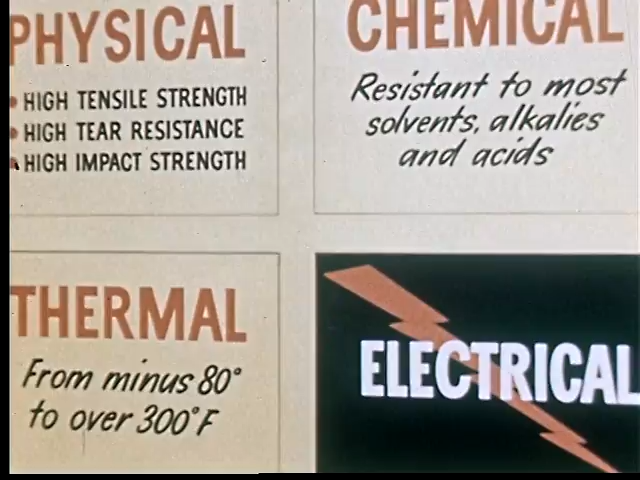 PHYSICAL
• HIGH TENSILE STRENGTH
• HIGH TEAR RESISTANCE
• HIGH IMPACT STRENGTH
CHEMICAL
Resistant to most
solvents, alkalies
and acids
THERMAL
From minus 80°
to over 300°F
ELECTRICAL